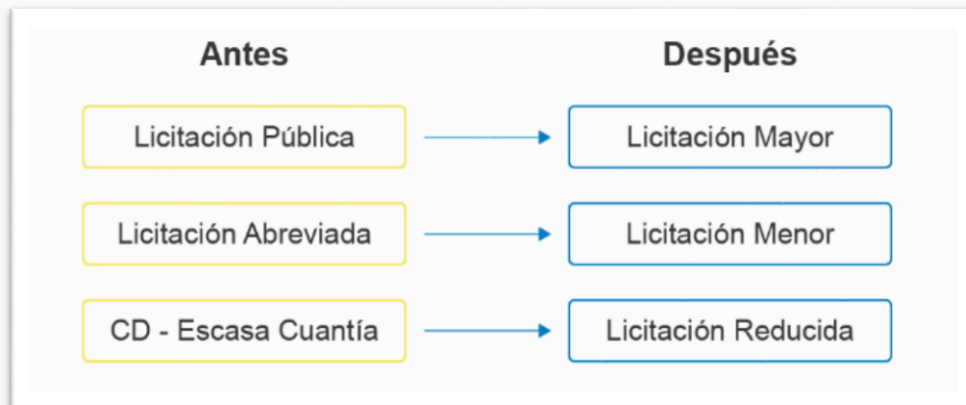 Antes
Después
Licitación Pública
Licitación Mayor
Licitación Abreviada
Licitación Menor
CD - Escasa Cuantía
Licitación Reducida